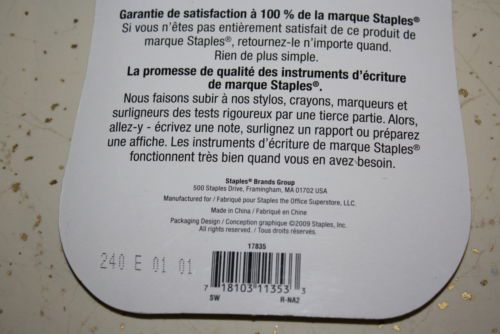 Garantie de satisfaction à 100 % de la marque Staples®
Si vous n'êtes pas entièrement satisfait de ce produit de
marque Staples®, retournez-le n'importe quand.
Rien de plus simple.
La promesse de qualité des instruments d'écriture
de marque Staples®.
Nous faisons subir à nos stylos, crayons, marqueurs et
surligneurs des tests rigoureux par une tierce partie. Alors,
allez-y - écrivez une note, surlignez un rapport ou préparez
une affiche. Les instruments d'écriture de marque Staples®
fonctionnent très bien quand vous en avez besoin.
Staples® Brands Group
500 Staples Drive, Framingham, MA 01702 USA
Manufactured for / Fabriqué pour Staples the Office Superstore, LLC.
Made in China / Fabriqué en Chine
Packaging Design / Conception graphique ©2009 Staples, Inc.
All rights reserved. / Tous droits réservés.
17835
240 E 01 01
7 18103 11353 3
SW R-NA2